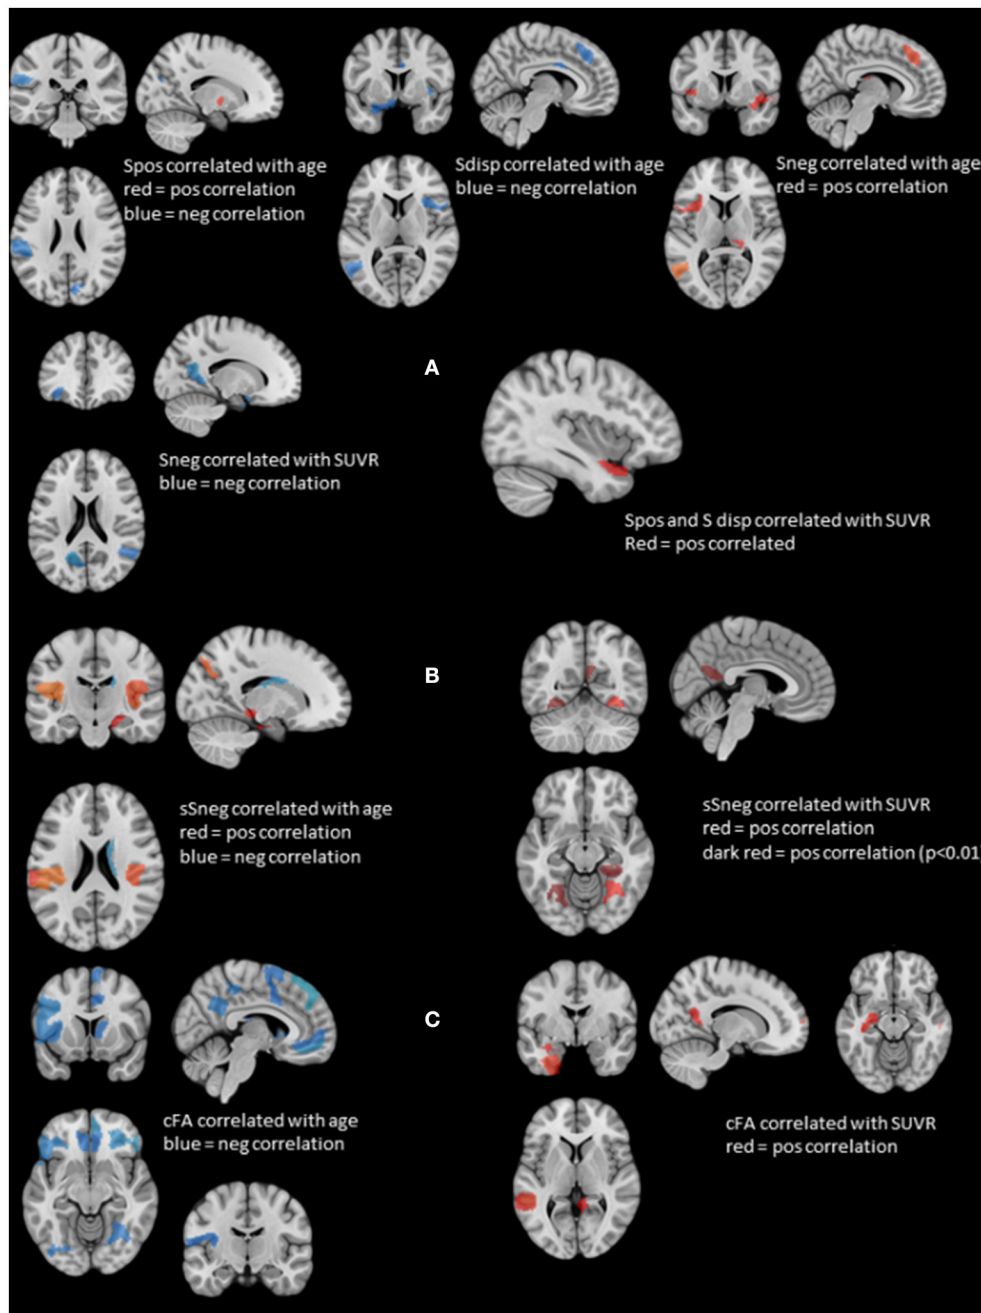 Spos correlated with age
red = pos correlation
blue = neg correlation
Sdisp correlated with age
blue = neg correlation
Sneg correlated with age
red = pos correlation
A
Sneg correlated with SUVR
blue = neg correlation
Spos and S disp correlated with SUVR
Red = pos correlated
B
sSneg correlated with age
red = pos correlation
blue = neg correlation
sSneg correlated with SUVR
red = pos correlation
dark red = pos correlation (p<0.01)
C
cFA correlated with age
blue = neg correlation
cFA correlated with SUVR
red = pos correlation